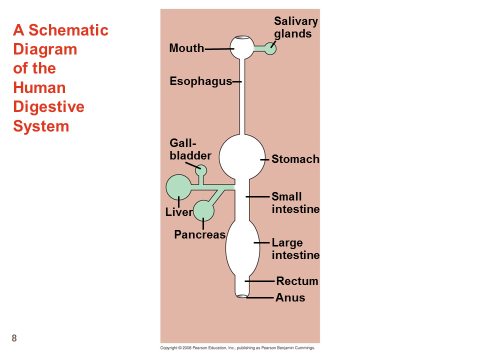 A Schematic
Diagram
of the
Human
Digestive
System
Salivary
glands
Mouth
Esophagus
Gall-
bladder
Stomach
Small
intestine
Liver
Pancreas
Large
intestine
Rectum
Anus
8
Copyright © 2008 Pearson Education, Inc., publishing as Pearson Benjamin Cummings.